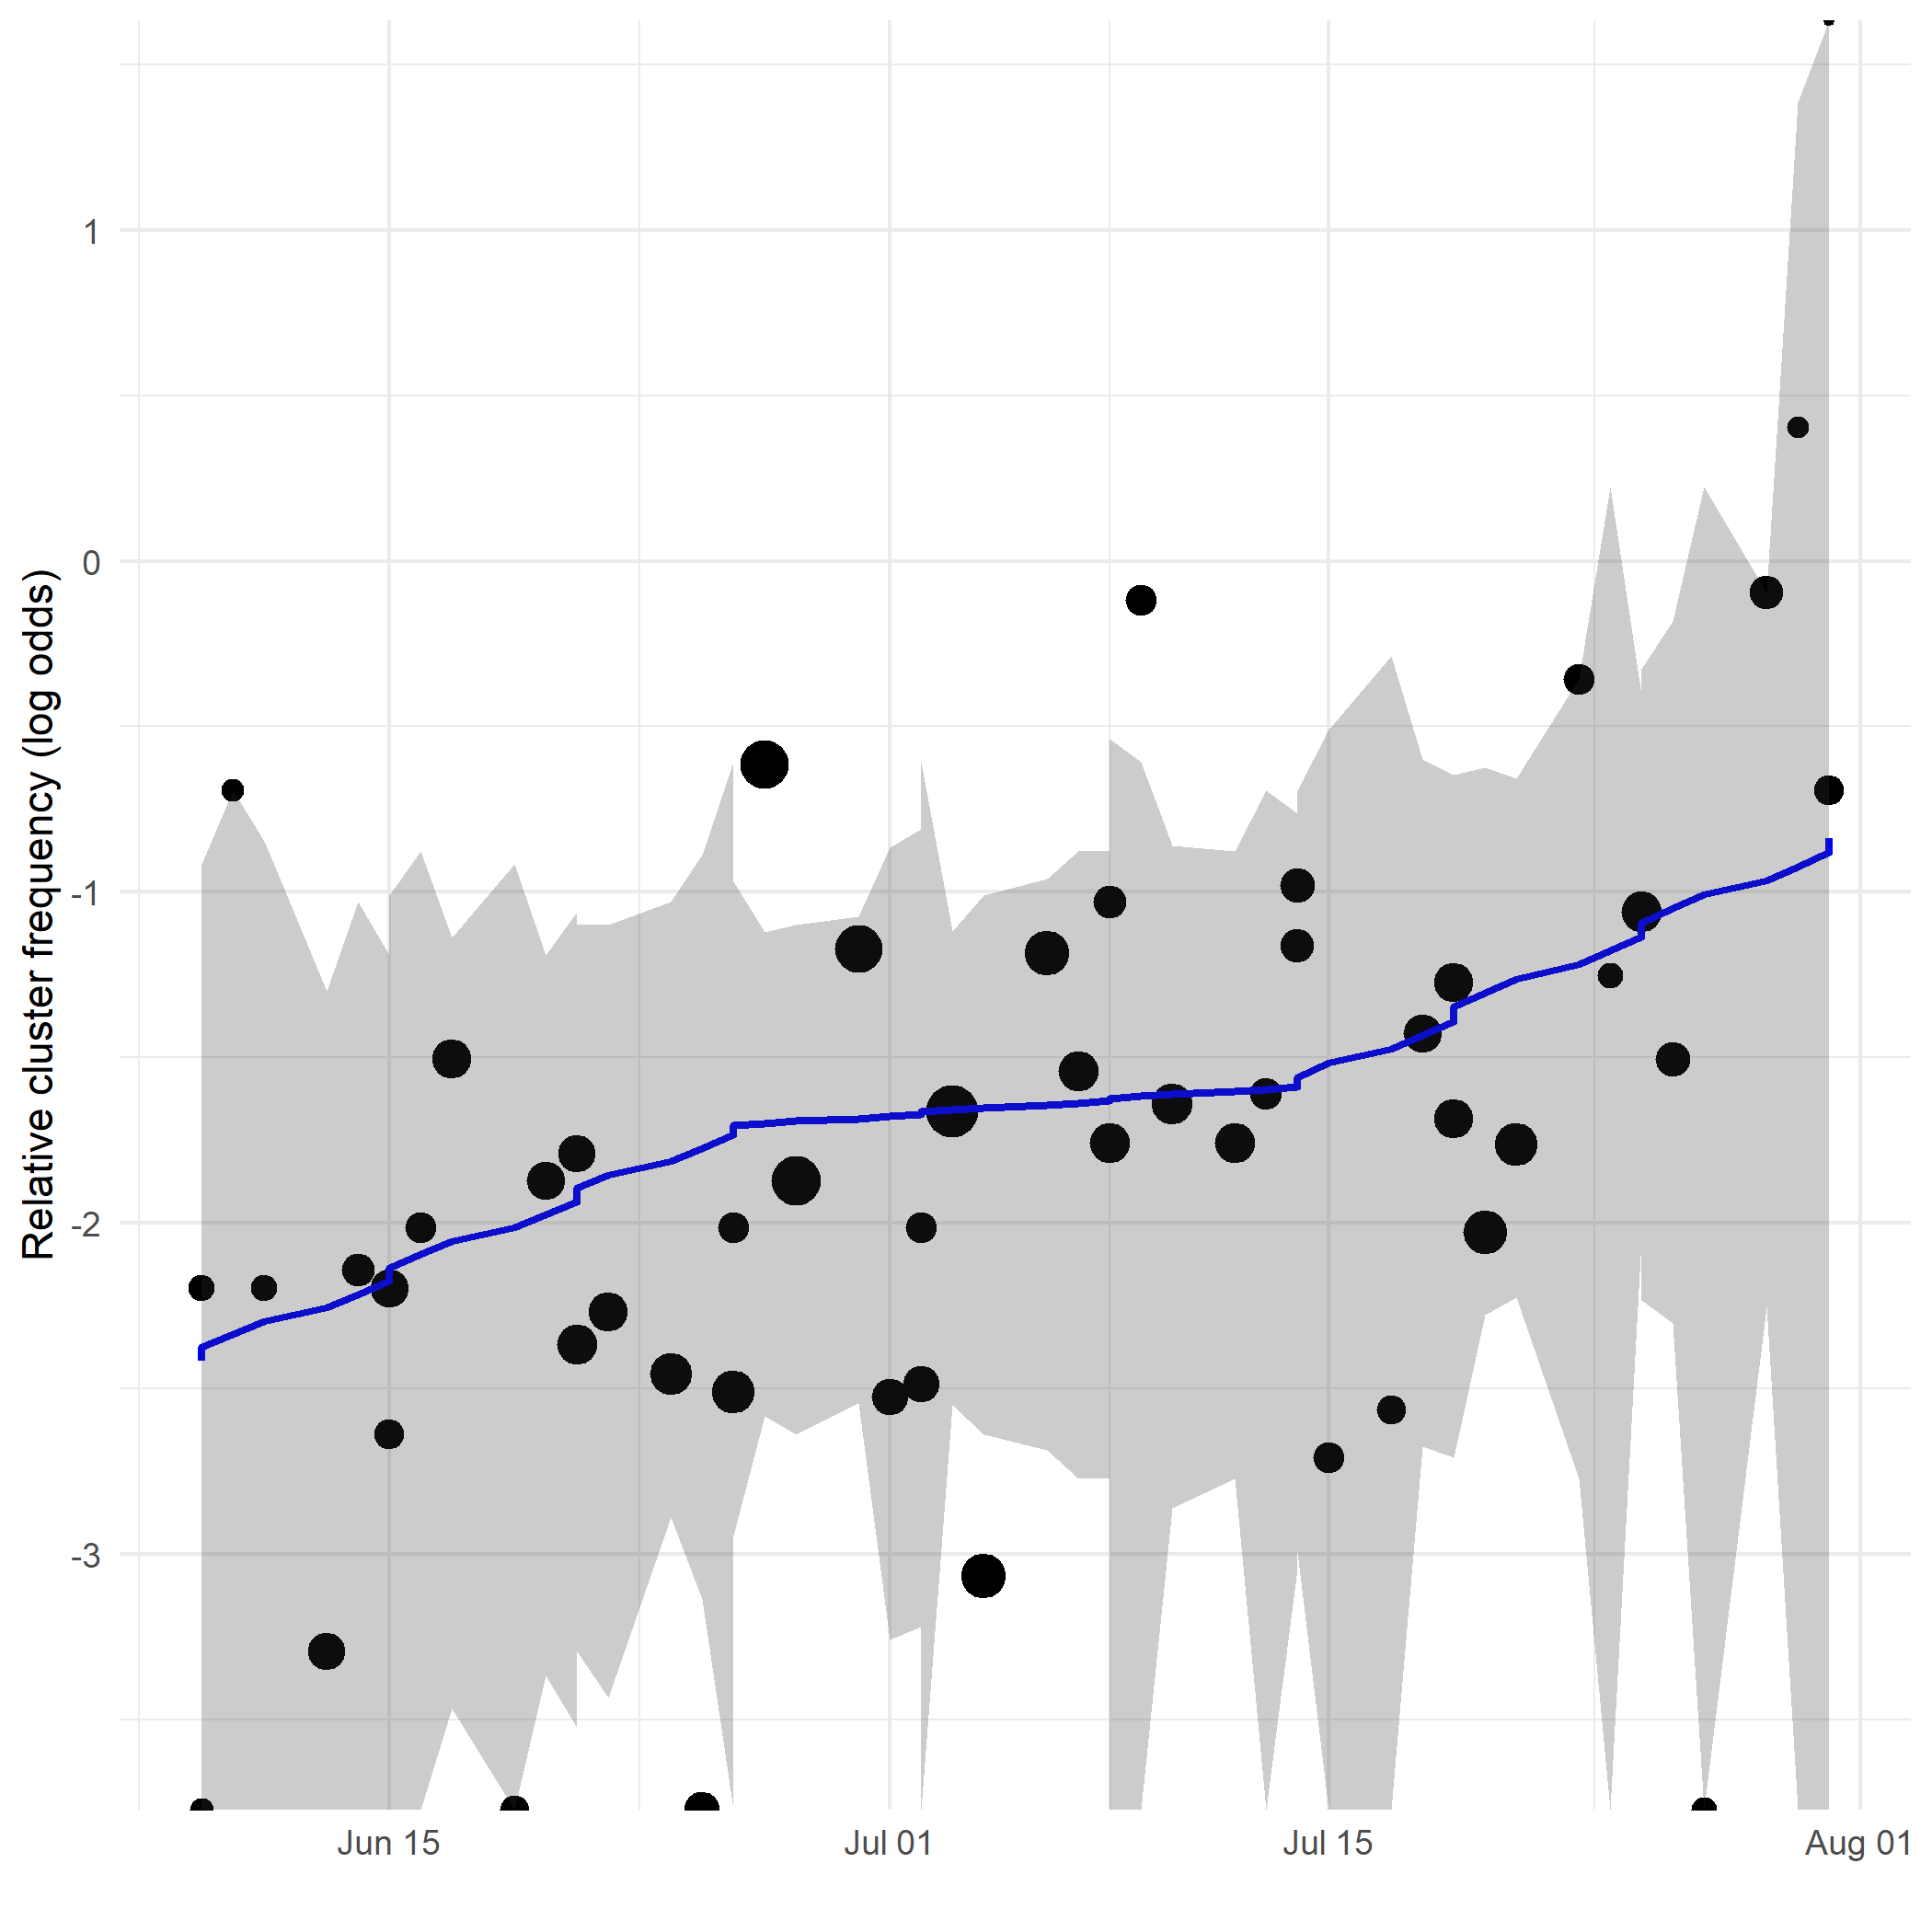 Relative cluster frequency (log odds)
1
0
-1
-2
-3
Jun 15
Jul 01
Jul 15
Aug 01